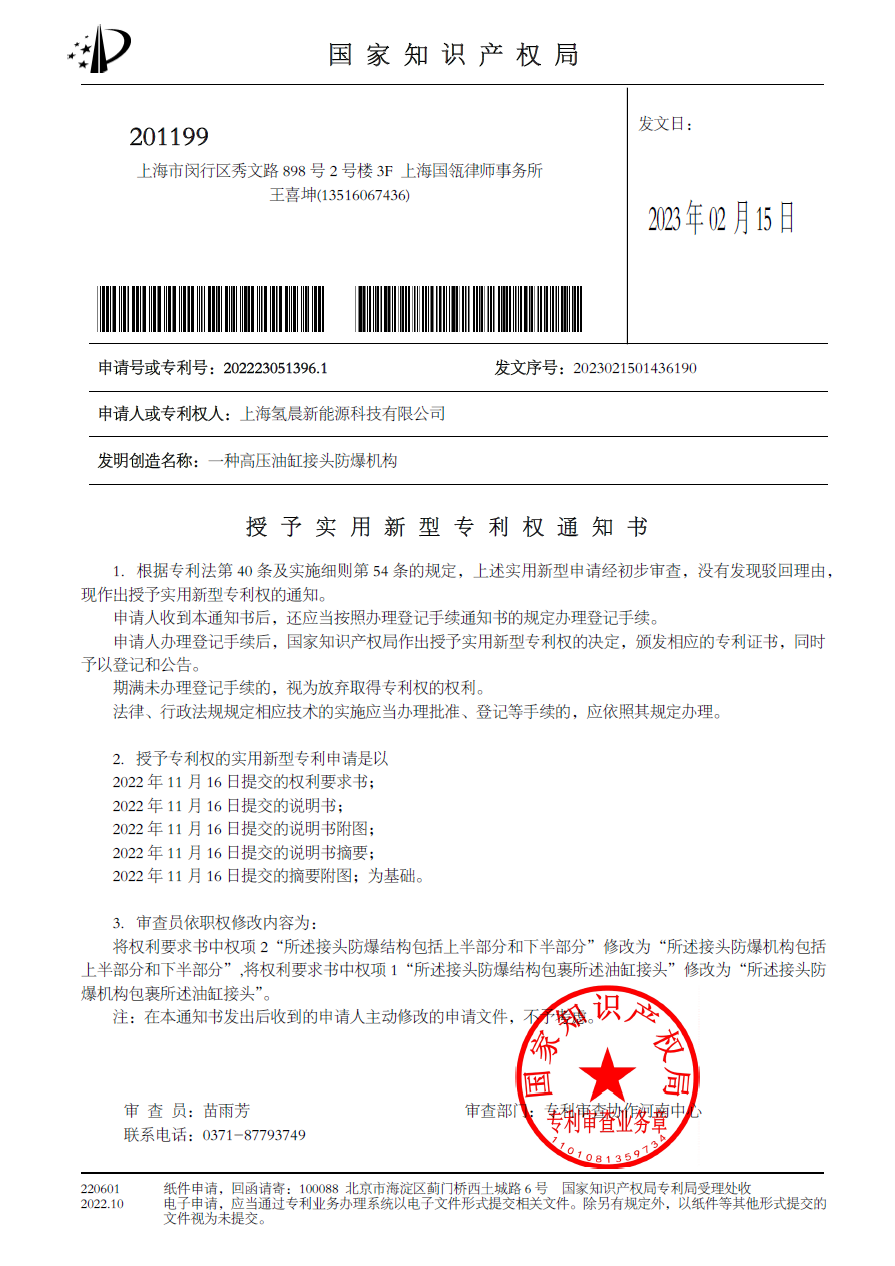 国家知识产权局
201199
上海市闵行区秀文路 898 号 2 号楼 3F 上海国瓴律师事务所
王喜坤(13516067436)
发文日：
2023 年 02 月 15 日
申请号或专利号：202223051396.1
发文序号：2023021501436190
申请人或专利权人：上海氢晨新能源科技有限公司
发明创造名称：一种高压油缸接头防爆机构
授予实用新型专利权通知书
1. 根据专利法第 40 条及实施细则第 54 条的规定，上述实用新型申请经初步审查，没有发现驳回理由，
现作出授予实用新型专利权的通知。
申请人收到本通知书后，还应当按照办理登记手续通知书的规定办理登记手续。
申请人办理登记手续后，国家知识产权局作出授予实用新型专利权的决定，颁发相应的专利证书，同时
予以登记和公告。
期满未办理登记手续的，视为放弃取得专利权的权利。
法律、行政法规规定相应技术的实施应当办理批准、登记等手续的，应依照其规定办理。
2. 授予专利权的实用新型专利申请是以
2022 年 11 月 16 日提交的权利要求书；
2022 年 11 月 16 日提交的说明书；
2022 年 11 月 16 日提交的说明书附图；
2022 年 11 月 16 日提交的说明书摘要；
2022 年 11 月 16 日提交的摘要附图；为基础。
3. 审查员依职权修改内容为：
将权利要求书中权项 2“所述接头防爆结构包括上半部分和下半部分”修改为“所述接头防爆机构包括
上半部分和下半部分”,将权利要求书中权项 1“所述接头防爆结构包裹所述油缸接头”修改为“所述接头防
爆机构包裹所述油缸接头”。
注：在本通知书发出后收到的申请人主动修改的申请文件，不予考虑。
审 查 员：苗雨芳
审查部门：专利审查协作河南中心
联系电话：0371-87793749
国家知识产权局
专利审查业务章
1101081359734
220601
2022.10
纸件申请，回函请寄：100088 北京市海淀区蓟门桥西土城路 6 号 国家知识产权局专利局受理处收
电子申请，应当通过专利业务办理系统以电子文件形式提交相关文件。除另有规定外，以纸件等其他形式提交的
文件视为未提交。